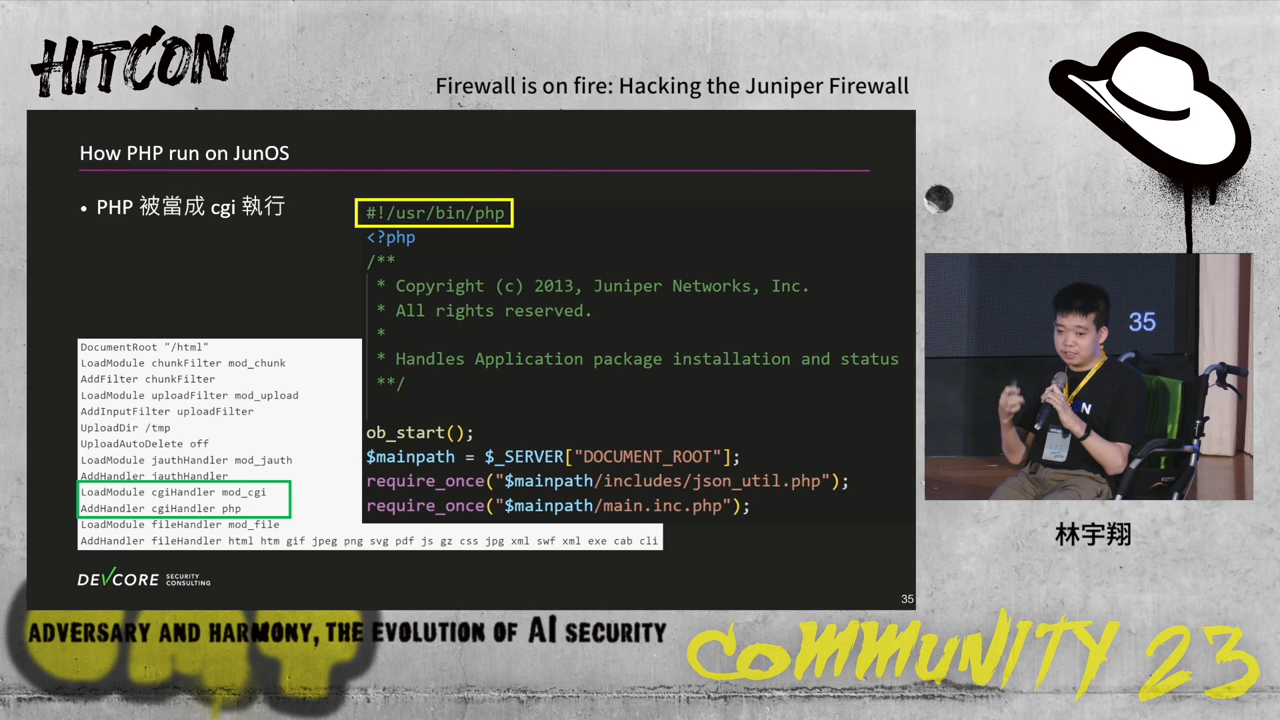 HITCON
Firewall is on fire: Hacking the Juniper Firewall
How PHP run on JunOS
• PHP 被當成 cgi 執行
#!/usr/bin/php
<?php
/**
* Copyright (c) 2013, Juniper Networks, Inc.
* All rights reserved.
*
* Handles Application package installation and status
**/
ob_start();
$mainpath = $_SERVER["DOCUMENT_ROOT"];
require_once("$mainpath/includes/json_util.php");
require_once("$mainpath/main.inc.php");
DocumentRoot "/html"
LoadModule chunkFilter mod_chunk
AddFilter chunkFilter
LoadModule uploadFilter mod_upload
AddInputFilter uploadFilter
UploadDir /tmp
UploadAutoDelete off
LoadModule jauthHandler mod_jauth
AddHandler jauthHandler
LoadModule cgiHandler mod_cgi
AddHandler cgiHandler php
LoadModule fileHandler mod_file
AddHandler fileHandler html htm gif jpeg png svg pdf js gz css jpg xml swf xml exe cab cli
DEVCORE SECURITY CONSULTING
35
35
林宇翔
ADVERSARY AND HARMONY, THE EVOLUTION OF AI SECURITY
COMMUNITY 23